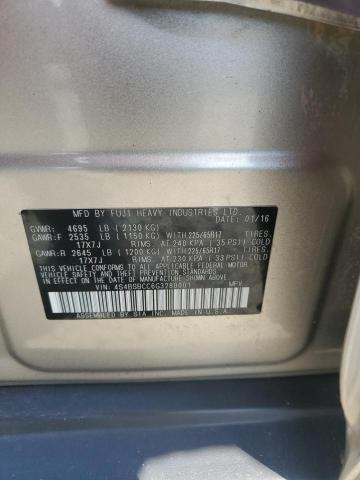 MFD BY FUJI HEAVY INDUSTRIES LTD.
DATE: 01/16
GVWR: 4695 LB (2130 KG)
GAWR:F 2535 LB (1150 KG) WITH 225/65R17 TIRES.
17X7J RIMS. AT 240 KPA (35 PSI) COLD
GAWR:R 2645 LB (1200 KG) WITH 225/65R17 TIRES.
17X7J RIMS. AT 230 KPA (33 PSI) COLD
THIS VEHICLE CONFORMS TO ALL APPLICABLE FEDERAL MOTOR
VEHICLE SAFETY, BUMPER, AND THEFT PREVENTION STANDARDS
IN EFFECT ON THE DATE OF MANUFACTURE SHOWN ABOVE.
VIN: 4S4BSBCC6G3280001 MPV
ASSEMBLED BY SIA, INC. MADE IN U.S.A.